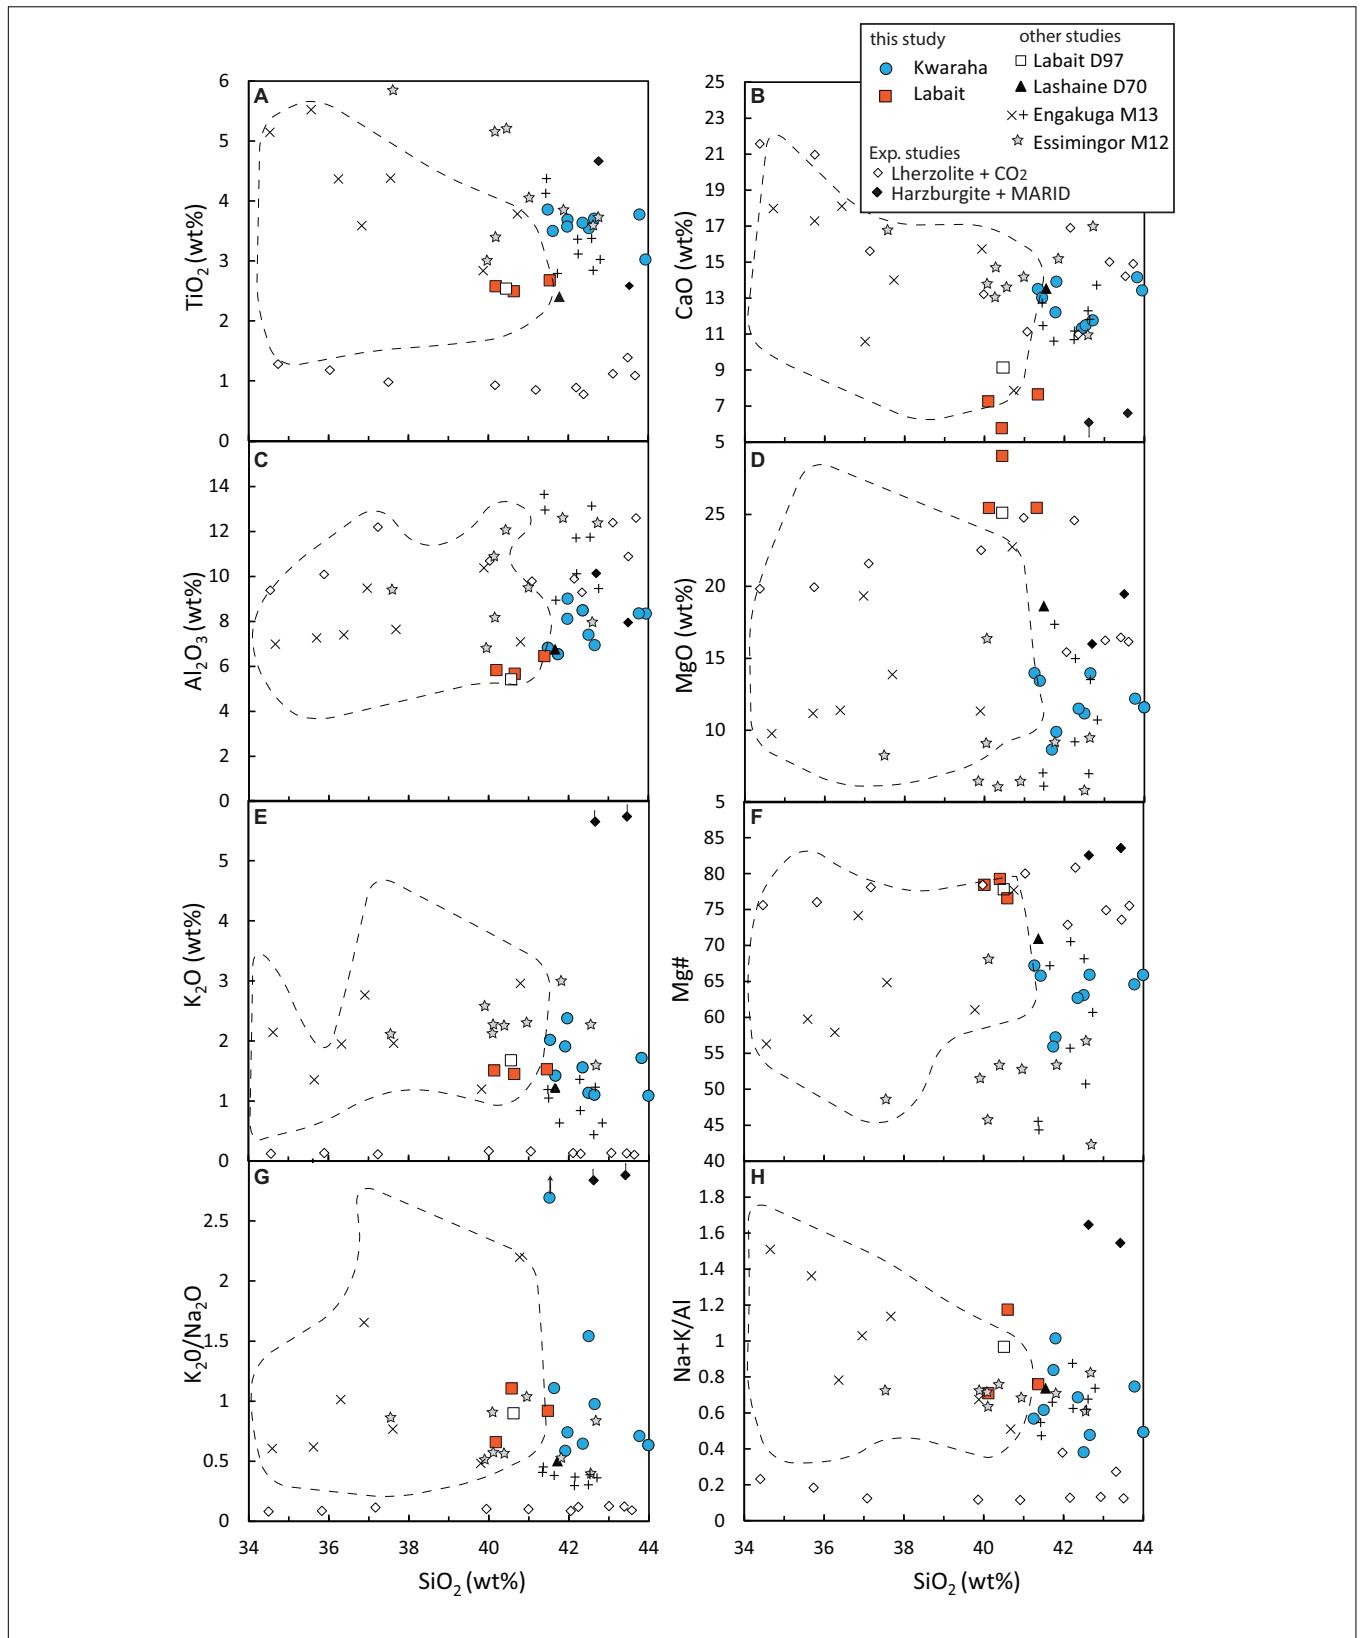 this study
Kwaraha
Labait
other studies
Labait D97
Lashaine D70
Engakuga M13
Essimingor M12
Exp. studies
Lherzolite + CO2
Harzburgite + MARID
A
6
5
4
3
2
1
0
TiO2 (wt%)
B
25
23
21
19
17
15
13
11
9
7
5
CaO (wt%)
C
14
12
10
8
6
4
2
0
Al2O3 (wt%)
D
25
20
15
10
5
MgO (wt%)
E
5
4
3
2
1
0
K2O (wt%)
F
85
80
75
70
65
60
55
50
45
40
Mg#
G
2.5
2
1.5
1
0.5
0
K20/Na2O
34 36 38 40 42 44
SiO2 (wt%)
H
1.8
1.6
1.4
1.2
1
0.8
0.6
0.4
0.2
0
Na+K/Al
34 36 38 40 42 44
SiO2 (wt%)